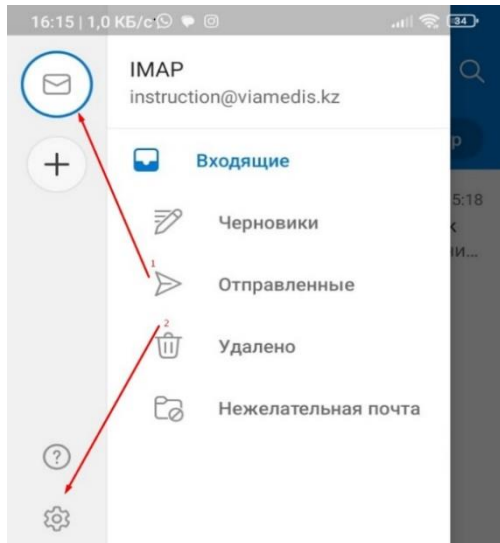 16:15 | 1,0 КБ/с
34
IMAP
instruction@viamedis.kz
Входящие
5:18
Черновики
1
Отправленные
2
Удалено
Нежелательная почта